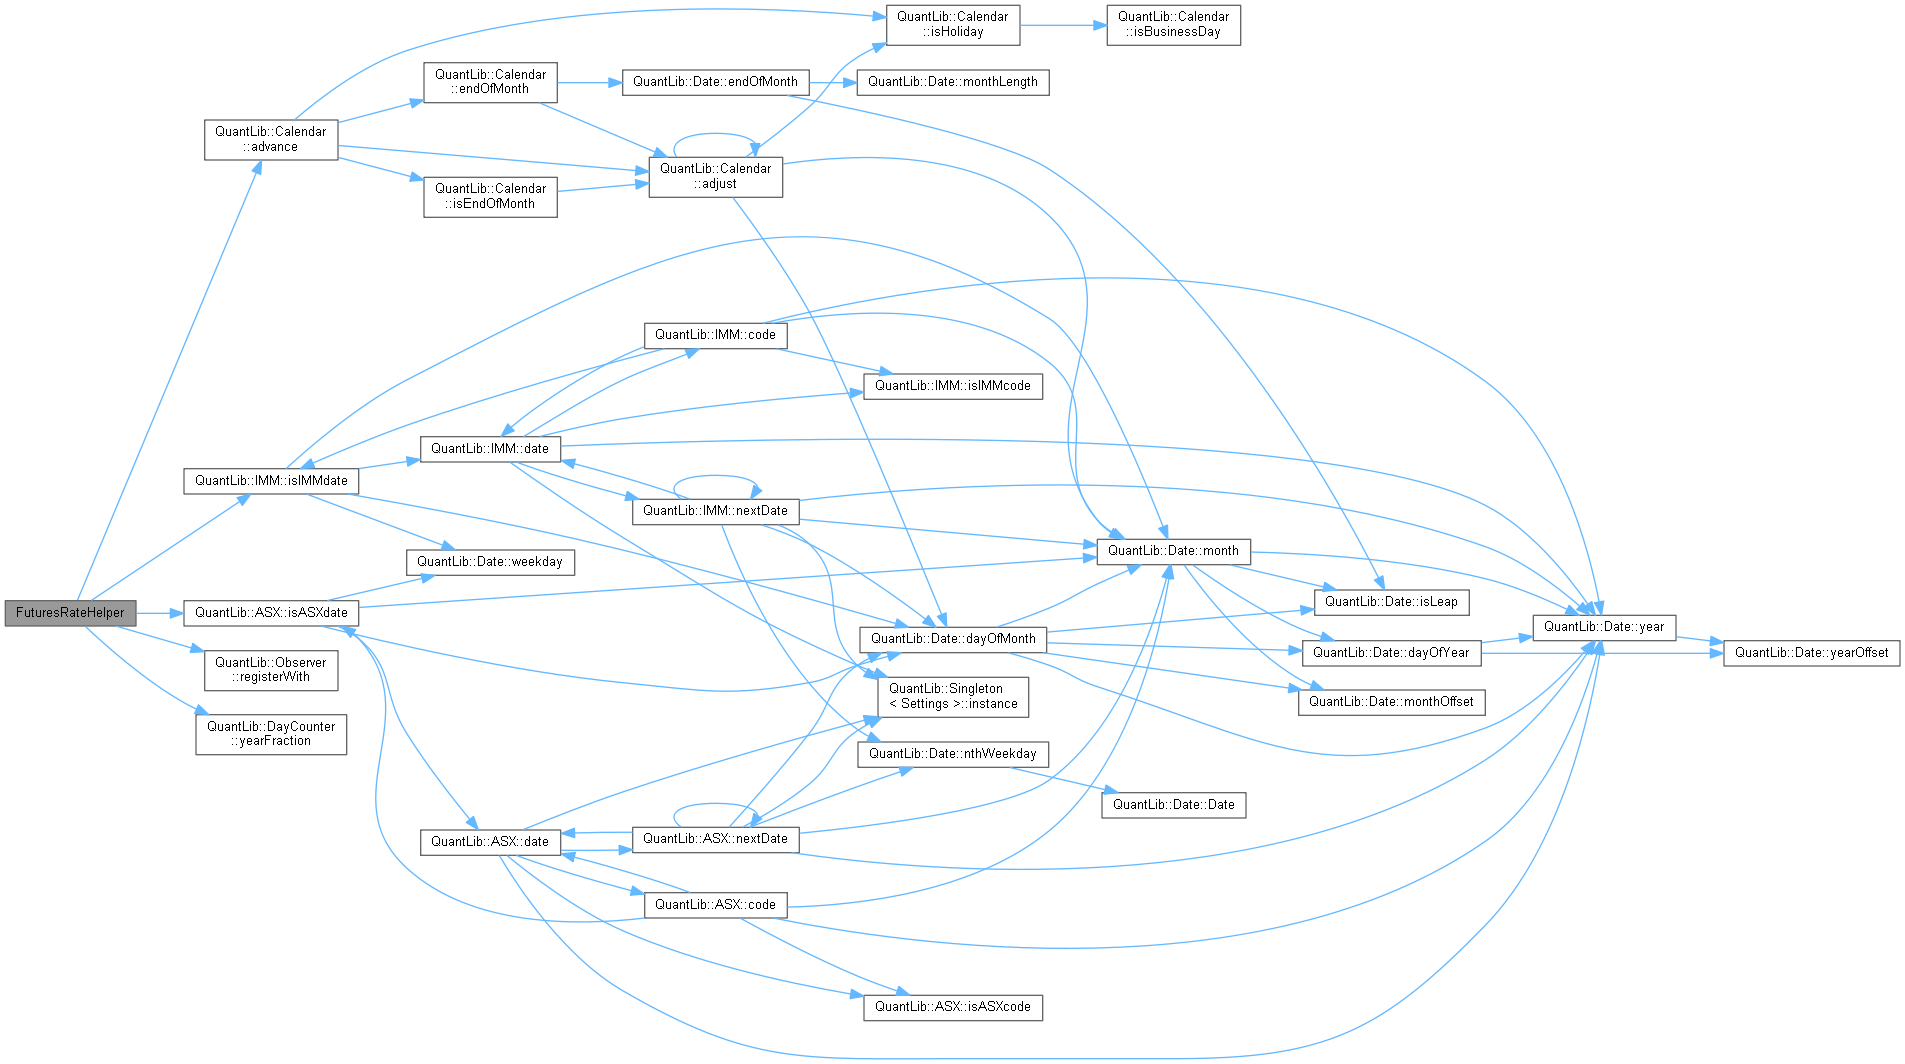 QuantLib::Calendar
::isHoliday
QuantLib::Calendar
::isBusinessDay
QuantLib::Calendar
::endOfMonth
QuantLib::Date::endOfMonth
QuantLib::Date::monthLength
QuantLib::Calendar
::advance
QuantLib::Calendar
::adjust
QuantLib::Calendar
::isEndOfMonth
QuantLib::IMM::code
QuantLib::IMM::isIMMcode
QuantLib::IMM::date
QuantLib::IMM::isIMMdate
QuantLib::IMM::nextDate
QuantLib::Date::month
QuantLib::Date::weekday
FuturesRateHelper
QuantLib::ASX::isASXdate
QuantLib::Date::isLeap
QuantLib::Date::year
QuantLib::Date::dayOfMonth
QuantLib::Date::dayOfYear
QuantLib::Date::yearOffset
QuantLib::Observer
::registerWith
QuantLib::Singleton
< Settings >::instance
QuantLib::Date::monthOffset
QuantLib::DayCounter
::yearFraction
QuantLib::Date::nthWeekday
QuantLib::Date::Date
QuantLib::ASX::date
QuantLib::ASX::nextDate
QuantLib::ASX::code
QuantLib::ASX::isASXcode